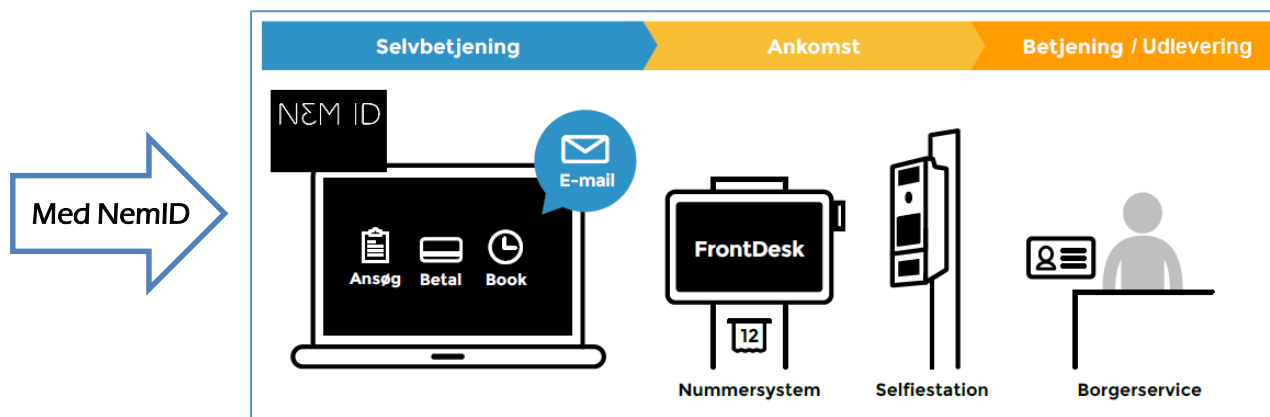 Selvbetjening
Ankomst
Betjening / Udlevering
NEM ID
E-mail
Med NemID
Ansøg
Betal
Book
FrontDesk
12
Nummersystem
Selfiestation
Borgerservice